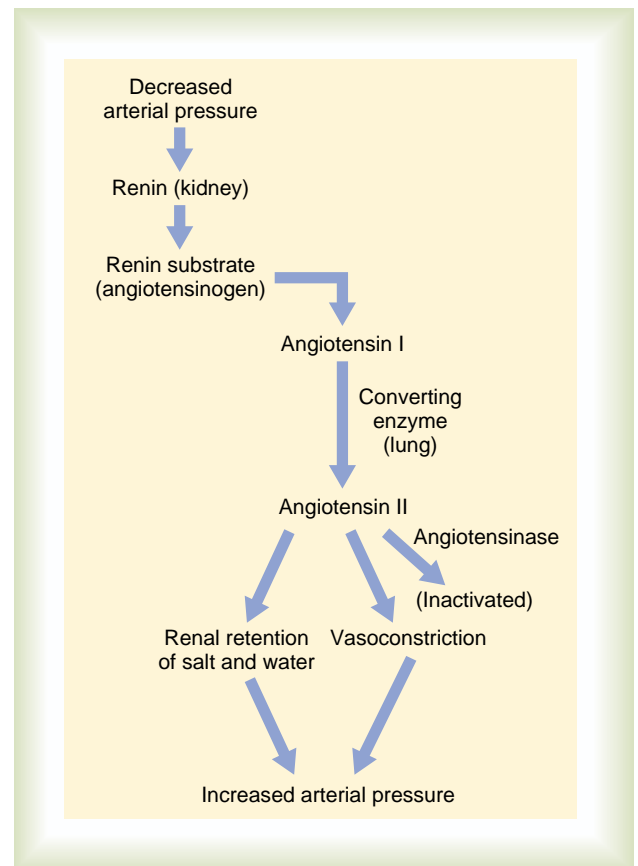 Decreased
arterial pressure
Renin (kidney)
Renin substrate
(angiotensinogen)
Angiotensin I
Converting
enzyme
(lung)
Angiotensin II
Angiotensinase
(Inactivated)
Renal retention
of salt and water
Vasoconstriction
Increased arterial pressure